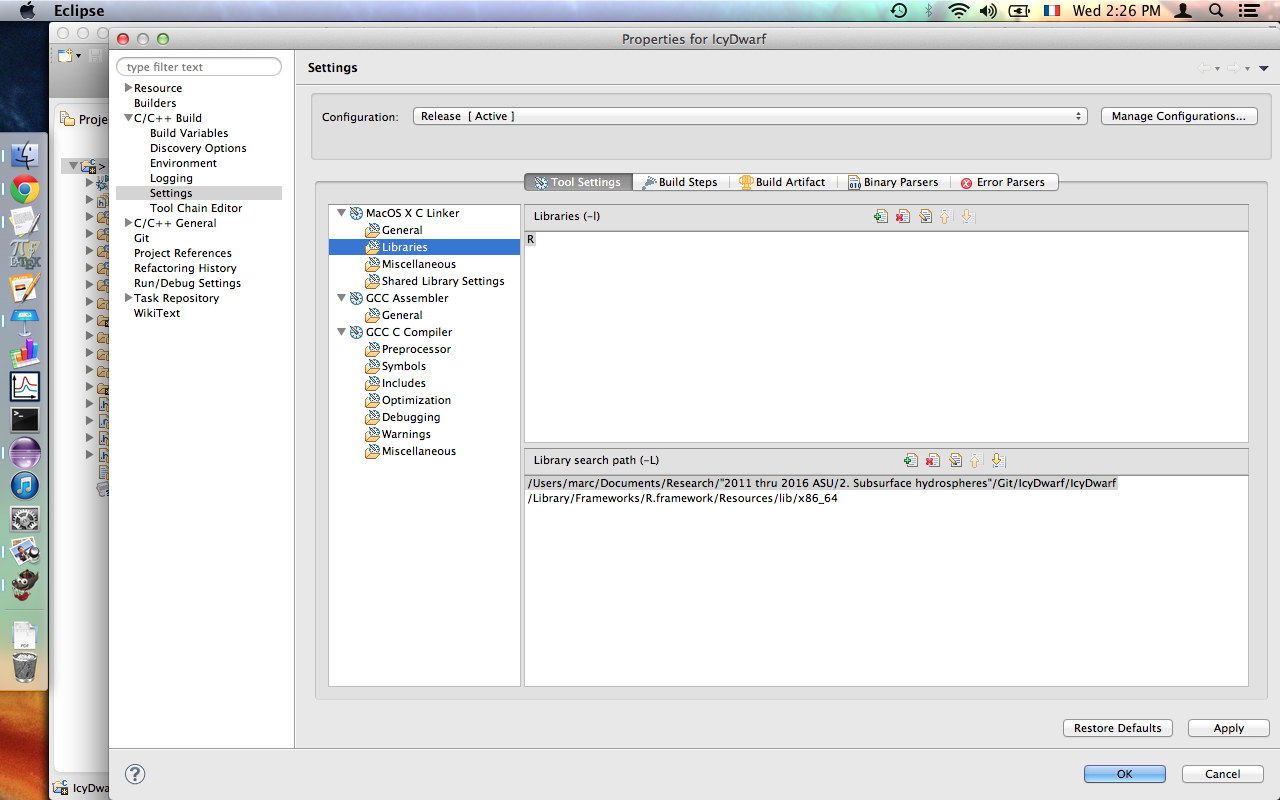 Eclipse
Wed 2:26 PM
Properties for IcyDwarf
type filter text
Resource
Builders
C/C++ Build
Build Variables
Discovery Options
Environment
Logging
Settings
Tool Chain Editor
C/C++ General
Git
Project References
Refactoring History
Run/Debug Settings
Task Repository
WikiText
Settings
Configuration:
Release [ Active ]
Manage Configurations...
Tool Settings
Build Steps
Build Artifact
Binary Parsers
Error Parsers
MacOS X C Linker
General
Libraries
Miscellaneous
Shared Library Settings
GCC Assembler
General
GCC C Compiler
Preprocessor
Symbols
Includes
Optimization
Debugging
Warnings
Miscellaneous
Libraries (-l)
R
Library search path (-L)
/Users/marc/Documents/Research/"2011 thru 2016 ASU/2. Subsurface hydrospheres"/Git/IcyDwarf/IcyDwarf
/Library/Frameworks/R.framework/Resources/lib/x86_64
Restore Defaults
Apply
OK
Cancel
Proje
>
IcyDwa